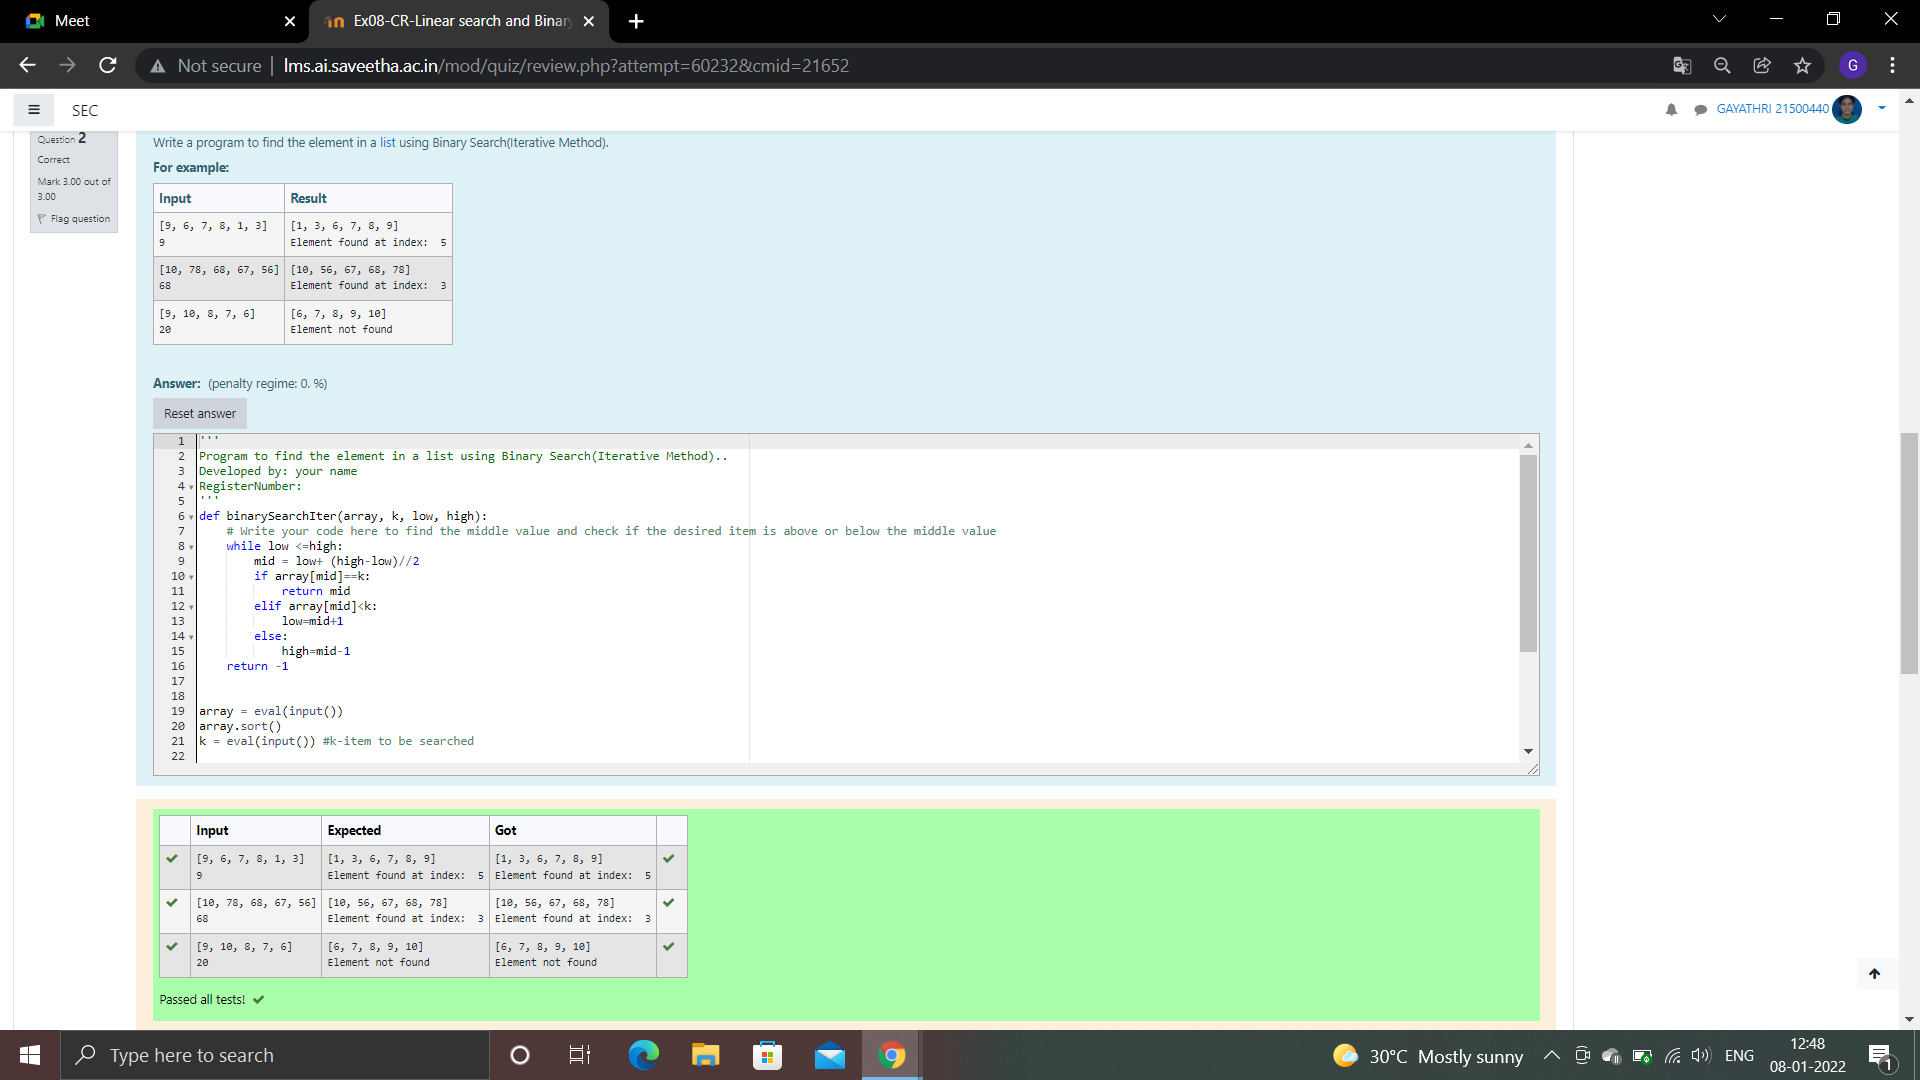 Meet
Ex08-CR-Linear search and Binar
Not secure | lms.ai.saveetha.ac.in/mod/quiz/review.php?attempt=60232&cmid=21652
G
SEC
GAYATHRI 21500440
Question 2
Correct
Mark 3.00 out of
3.00
Flag question
Write a program to find the element in a list using Binary Search(Iterative Method).
For example:
Input Result
[9, 6, 7, 8, 1, 3] [1, 3, 6, 7, 8, 9]
9 Element found at index:  5
[10, 78, 68, 67, 56] [10, 56, 67, 68, 78]
68 Element found at index:  3
[9, 10, 8, 7, 6] [6, 7, 8, 9, 10]
20 Element not found
Answer: (penalty regime: 0. %)
Reset answer
1 '''
2 Program to find the element in a list using Binary Search(Iterative Method)..
3 Developed by: your name
4 RegisterNumber:
5 '''
6 def binarySearchIter(array, k, low, high):
7 # Write your code here to find the middle value and check if the desired item is above or below the middle value
8 while low <=high:
9 mid = low+ (high-low)//2
10 if array[mid]==k:
11 return mid
12 elif array[mid]<k:
13 low=mid+1
14 else:
15 high=mid-1
16 return -1
17
18
19 array = eval(input())
20 array.sort()
21 k = eval(input()) #k-item to be searched
22
Input Expected Got
[9, 6, 7, 8, 1, 3] [1, 3, 6, 7, 8, 9] [1, 3, 6, 7, 8, 9]
9 Element found at index:  5 Element found at index:  5
[10, 78, 68, 67, 56] [10, 56, 67, 68, 78] [10, 56, 67, 68, 78]
68 Element found at index:  3 Element found at index:  3
[9, 10, 8, 7, 6] [6, 7, 8, 9, 10] [6, 7, 8, 9, 10]
20 Element not found Element not found
Passed all tests!
Type here to search
30°C Mostly sunny
ENG
12:48
08-01-2022
1